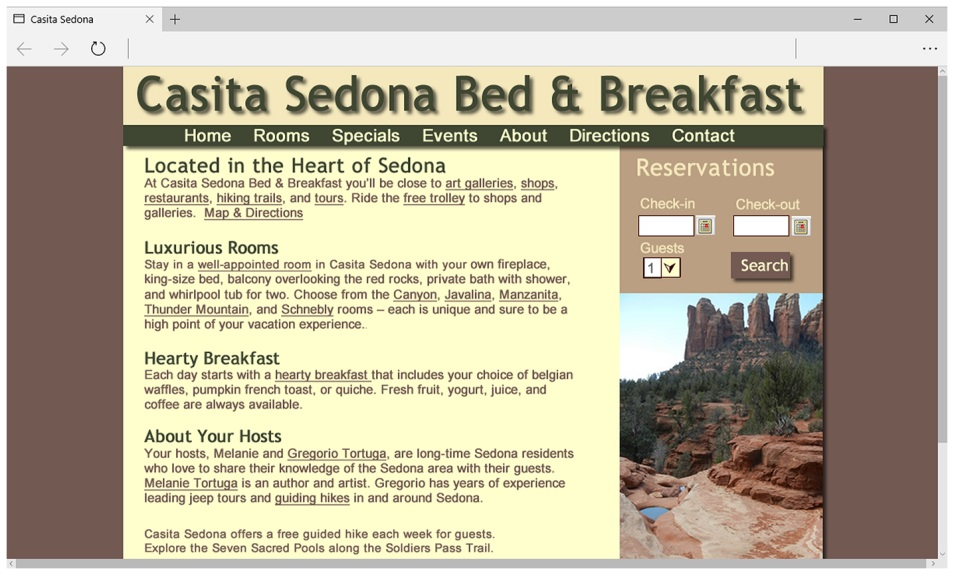 Casita Sedona
Casita Sedona Bed & Breakfast
Home Rooms Specials Events About Directions Contact
Located in the Heart of Sedona
At Casita Sedona Bed & Breakfast you'll be close to art galleries, shops,
restaurants, hiking trails, and tours. Ride the free trolley to shops and
galleries. Map & Directions
Luxurious Rooms
Stay in a well-appointed room in Casita Sedona with your own fireplace,
king-size bed, balcony overlooking the red rocks, private bath with shower,
and whirlpool tub for two. Choose from the Canyon, Javalina, Manzanita,
Thunder Mountain, and Schnebly rooms – each is unique and sure to be a
high point of your vacation experience..
Hearty Breakfast
Each day starts with a hearty breakfast that includes your choice of belgian
waffles, pumpkin french toast, or quiche. Fresh fruit, yogurt, juice, and
coffee are always available.
About Your Hosts
Your hosts, Melanie and Gregorio Tortuga, are long-time Sedona residents
who love to share their knowledge of the Sedona area with their guests.
Melanie Tortuga is an author and artist. Gregorio has years of experience
leading jeep tours and guiding hikes in and around Sedona.
Casita Sedona offers a free guided hike each week for guests.
Explore the Seven Sacred Pools along the Soldiers Pass Trail.
Reservations
Check-in Check-out
Guests
1 Search